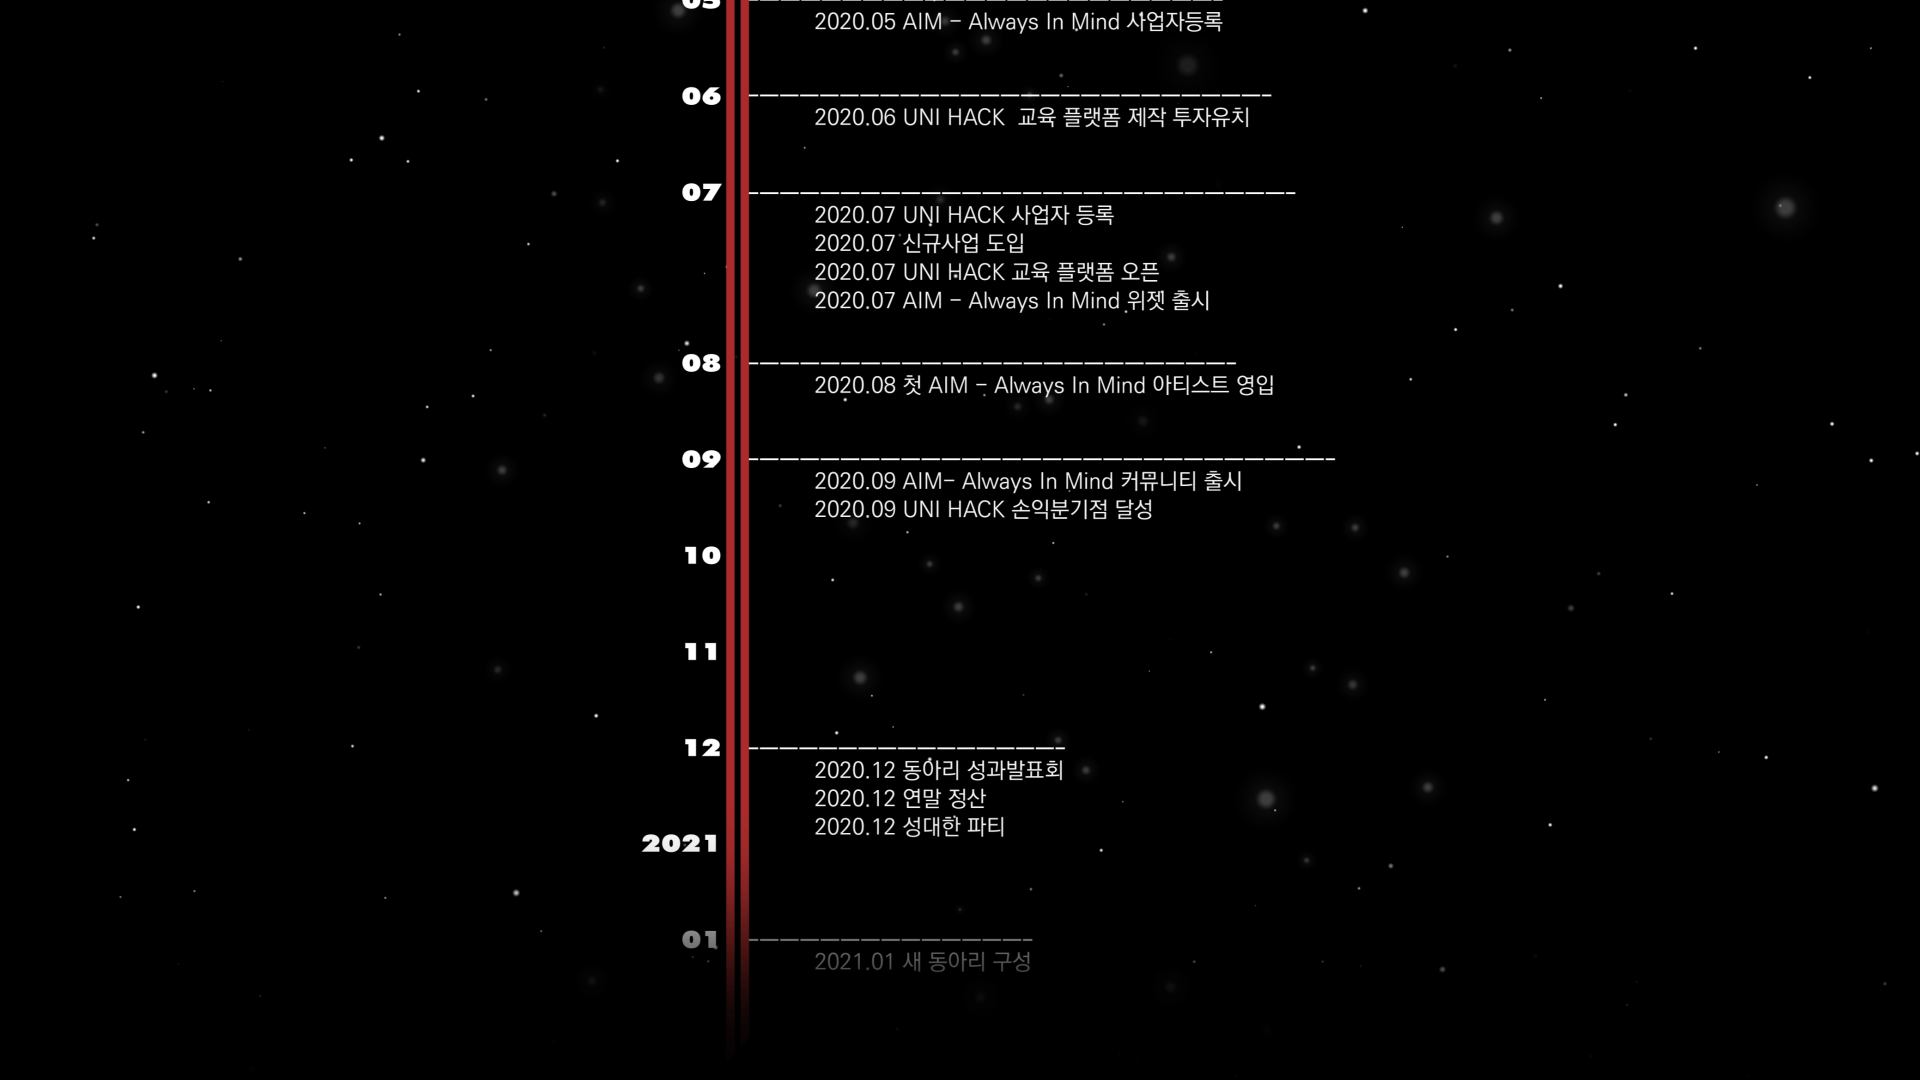 05
2020.05 AIM - Always In Mind 사업자등록
06
2020.06 UNI HACK 교육 플랫폼 제작 투자유치
07
2020.07 UNI HACK 사업자 등록
2020.07 신규사업 도입
2020.07 UNI HACK 교육 플랫폼 오픈
2020.07 AIM - Always In Mind 위젯 출시
08
2020.08 첫 AIM - Always In Mind 아티스트 영입
09
2020.09 AIM- Always In Mind 커뮤니티 출시
2020.09 UNI HACK 손익분기점 달성
10
11
12
2020.12 동아리 성과발표회
2020.12 연말 정산
2020.12 성대한 파티
2021
01
2021.01 새 동아리 구성